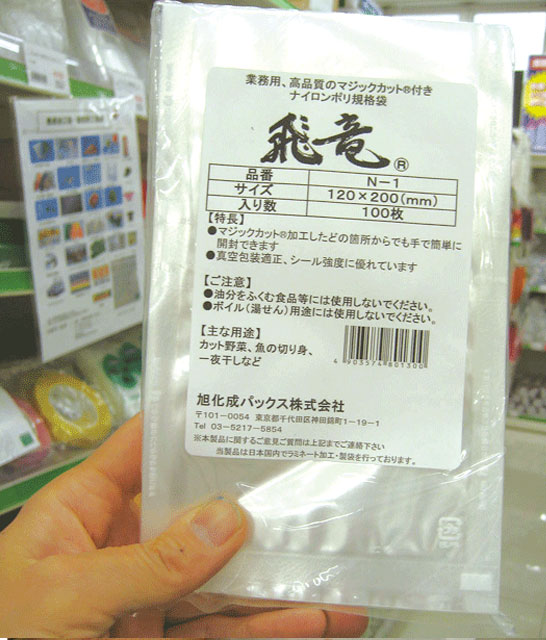 業務用、高品質のマジックカット®付き
ナイロンポリ規格袋
飛竜®
品番 N-1
サイズ 120×200(mm)
入り数 100枚
【特長】
●マジックカット®加工したどの箇所からでも手で簡単に
開封できます
●真空包装適正、シール強度に優れています
【ご注意】
●油分をふくむ食品等には使用しないでください。
●ボイル(湯せん)用途には使用しないでください。
【主な用途】
カット野菜、魚の切り身、
一夜干しなど
4 903574 801300
旭化成パックス株式会社
〒101-0054 東京都千代田区神田錦町1-19-1
Tel 03-5217-5854
※本製品に関するご意見ご質問は上記までご連絡下さい
当製品は日本国内でラミネート加工・製袋を行っております。